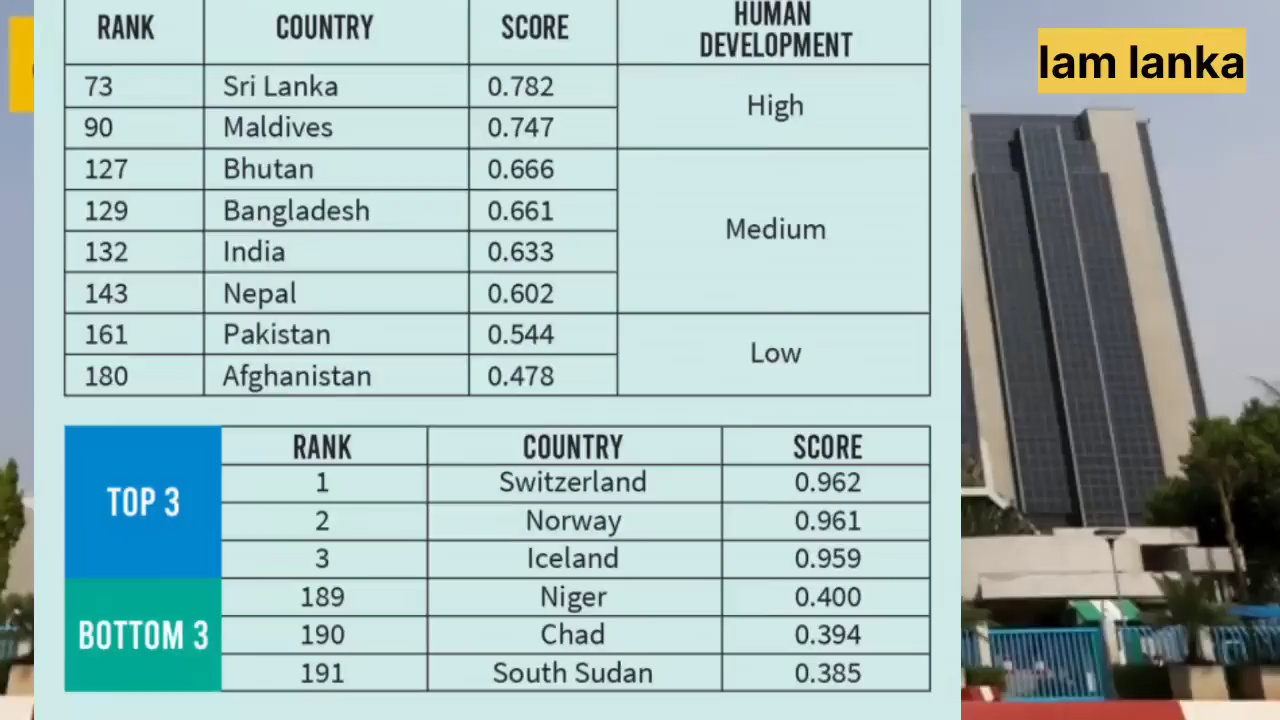 RANK COUNTRY SCORE HUMAN DEVELOPMENT
73 Sri Lanka 0.782 High
90 Maldives 0.747
127 Bhutan 0.666 Medium
129 Bangladesh 0.661
132 India 0.633
143 Nepal 0.602
161 Pakistan 0.544 Low
180 Afghanistan 0.478
TOP 3 RANK COUNTRY SCORE
1 Switzerland 0.962
2 Norway 0.961
3 Iceland 0.959
BOTTOM 3 189 Niger 0.400
190 Chad 0.394
191 South Sudan 0.385
Iam lanka